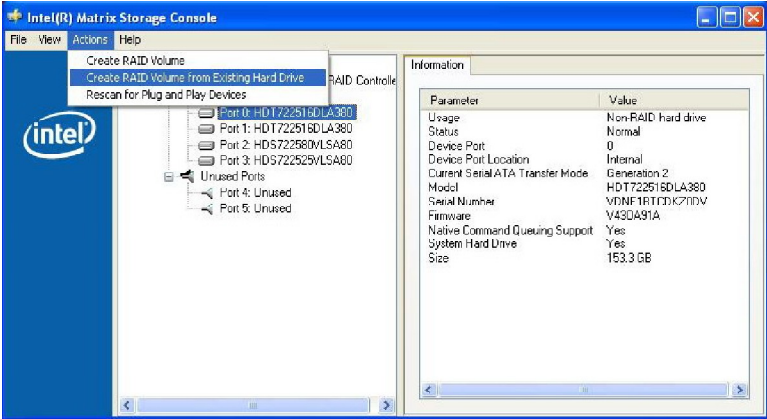 Intel(R) Matrix Storage Console
File View Actions Help
Create RAID Volume
Create RAID Volume from Existing Hard Drive
Rescan for Plug and Play Devices
RAID Controlle
intel
Port 0: HDT722516DLA380
Port 1: HDT722516DLA380
Port 2: HDS722580VLSA80
Port 3: HDS722525VLSA80
Unused Ports
Port 4: Unused
Port 5: Unused
Information
Parameter Value
Usage Non-RAID hard drive
Status Normal
Device Port 0
Device Port Location Internal
Current Serial ATA Transfer Mode Generation 2
Model HDT722516DLA380
Serial Number
Firmware V43OA91A
Native Command Queuing Support Yes
System Hard Drive Yes
Size 153.3 GB